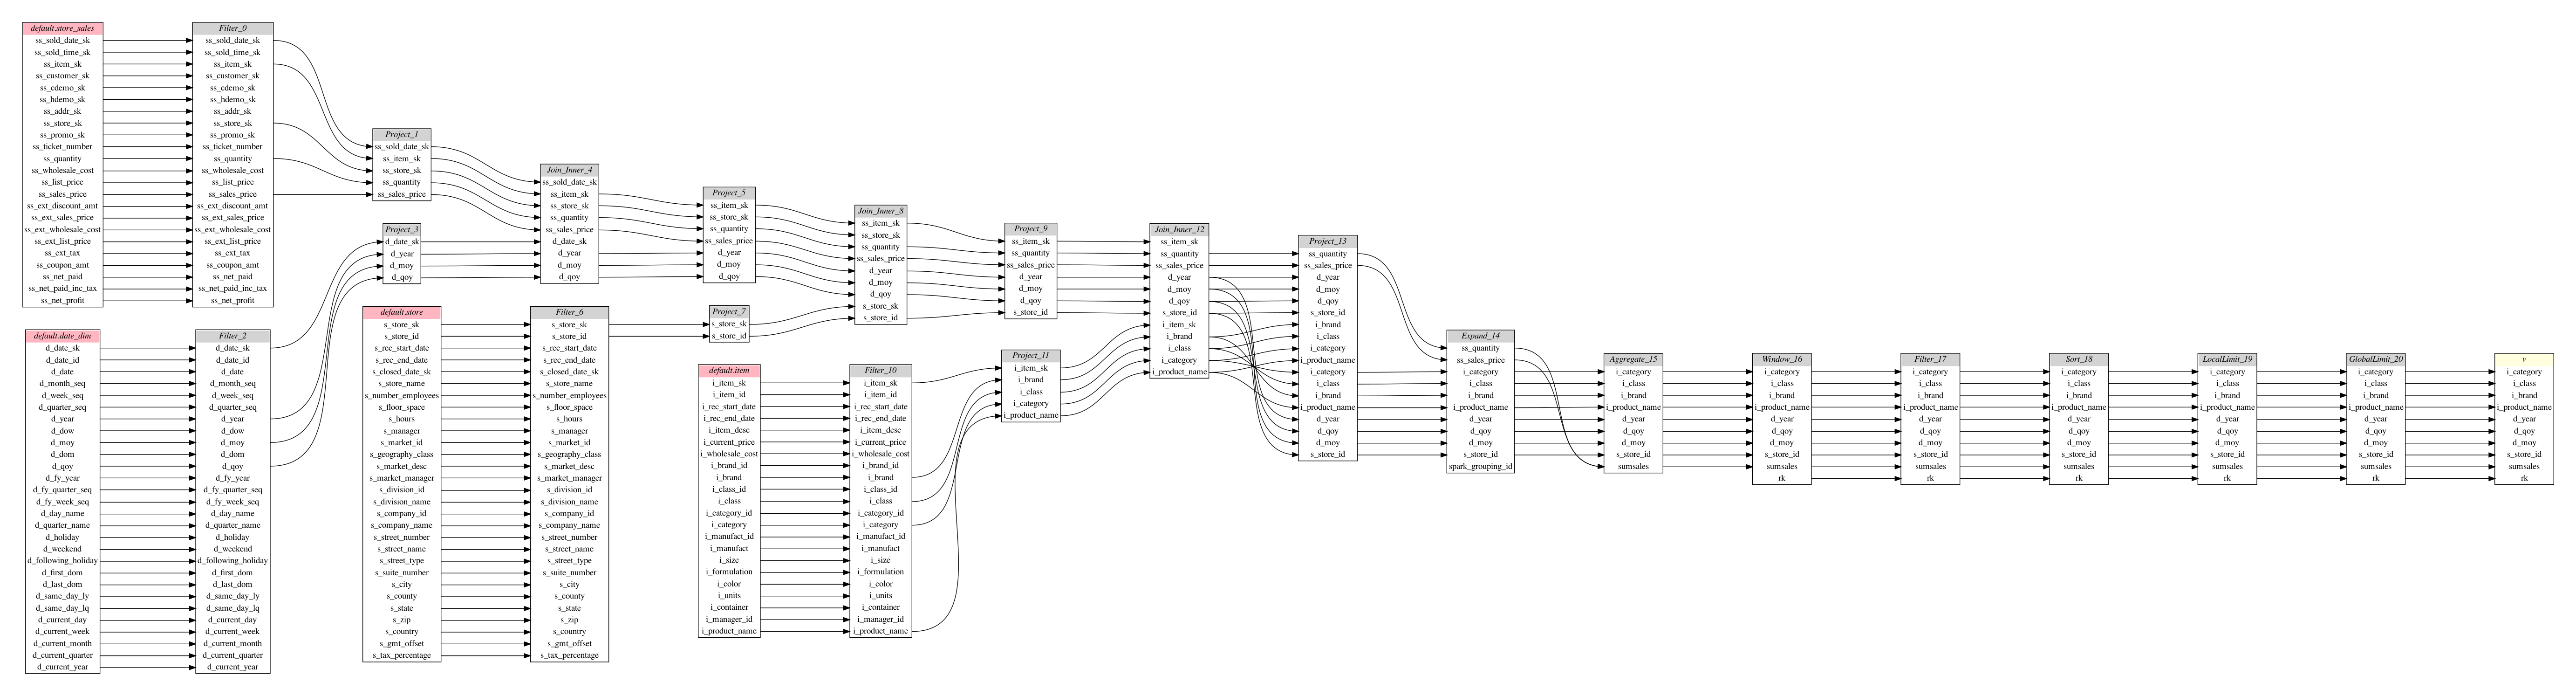 default.store_sales
ss_sold_date_sk
ss_sold_time_sk
ss_item_sk
ss_customer_sk
ss_cdemo_sk
ss_hdemo_sk
ss_addr_sk
ss_store_sk
ss_promo_sk
ss_ticket_number
ss_quantity
ss_wholesale_cost
ss_list_price
ss_sales_price
ss_ext_discount_amt
ss_ext_sales_price
ss_ext_wholesale_cost
ss_ext_list_price
ss_ext_tax
ss_coupon_amt
ss_net_paid
ss_net_paid_inc_tax
ss_net_profit
Filter_0
ss_sold_date_sk
ss_sold_time_sk
ss_item_sk
ss_customer_sk
ss_cdemo_sk
ss_hdemo_sk
ss_addr_sk
ss_store_sk
ss_promo_sk
ss_ticket_number
ss_quantity
ss_wholesale_cost
ss_list_price
ss_sales_price
ss_ext_discount_amt
ss_ext_sales_price
ss_ext_wholesale_cost
ss_ext_list_price
ss_ext_tax
ss_coupon_amt
ss_net_paid
ss_net_paid_inc_tax
ss_net_profit
default.date_dim
d_date_sk
d_date_id
d_date
d_month_seq
d_week_seq
d_quarter_seq
d_year
d_dow
d_moy
d_dom
d_qoy
d_fy_year
d_fy_quarter_seq
d_fy_week_seq
d_day_name
d_quarter_name
d_holiday
d_weekend
d_following_holiday
d_first_dom
d_last_dom
d_same_day_ly
d_same_day_lq
d_current_day
d_current_week
d_current_month
d_current_quarter
d_current_year
Filter_2
d_date_sk
d_date_id
d_date
d_month_seq
d_week_seq
d_quarter_seq
d_year
d_dow
d_moy
d_dom
d_qoy
d_fy_year
d_fy_quarter_seq
d_fy_week_seq
d_day_name
d_quarter_name
d_holiday
d_weekend
d_following_holiday
d_first_dom
d_last_dom
d_same_day_ly
d_same_day_lq
d_current_day
d_current_week
d_current_month
d_current_quarter
d_current_year
Project_1
ss_sold_date_sk
ss_item_sk
ss_store_sk
ss_quantity
ss_sales_price
Project_3
d_date_sk
d_year
d_moy
d_qoy
default.store
s_store_sk
s_store_id
s_rec_start_date
s_rec_end_date
s_closed_date_sk
s_store_name
s_number_employees
s_floor_space
s_hours
s_manager
s_market_id
s_geography_class
s_market_desc
s_market_manager
s_division_id
s_division_name
s_company_id
s_company_name
s_street_number
s_street_name
s_street_type
s_suite_number
s_city
s_county
s_state
s_zip
s_country
s_gmt_offset
s_tax_percentage
Join_Inner_4
ss_sold_date_sk
ss_item_sk
ss_store_sk
ss_quantity
ss_sales_price
d_date_sk
d_year
d_moy
d_qoy
Filter_6
s_store_sk
s_store_id
s_rec_start_date
s_rec_end_date
s_closed_date_sk
s_store_name
s_number_employees
s_floor_space
s_hours
s_manager
s_market_id
s_geography_class
s_market_desc
s_market_manager
s_division_id
s_division_name
s_company_id
s_company_name
s_street_number
s_street_name
s_street_type
s_suite_number
s_city
s_county
s_state
s_zip
s_country
s_gmt_offset
s_tax_percentage
Project_5
ss_item_sk
ss_store_sk
ss_quantity
ss_sales_price
d_year
d_moy
d_qoy
Project_7
s_store_sk
s_store_id
default.item
i_item_sk
i_item_id
i_rec_start_date
i_rec_end_date
i_item_desc
i_current_price
i_wholesale_cost
i_brand_id
i_brand
i_class_id
i_class
i_category_id
i_category
i_manufact_id
i_manufact
i_size
i_formulation
i_color
i_units
i_container
i_manager_id
i_product_name
Join_Inner_8
ss_item_sk
ss_store_sk
ss_quantity
ss_sales_price
d_year
d_moy
d_qoy
s_store_sk
s_store_id
Filter_10
i_item_sk
i_item_id
i_rec_start_date
i_rec_end_date
i_item_desc
i_current_price
i_wholesale_cost
i_brand_id
i_brand
i_class_id
i_class
i_category_id
i_category
i_manufact_id
i_manufact
i_size
i_formulation
i_color
i_units
i_container
i_manager_id
i_product_name
Project_9
ss_item_sk
ss_quantity
ss_sales_price
d_year
d_moy
d_qoy
s_store_id
Project_11
i_item_sk
i_brand
i_class
i_category
i_product_name
Join_Inner_12
ss_item_sk
ss_quantity
ss_sales_price
d_year
d_moy
d_qoy
s_store_id
i_item_sk
i_brand
i_class
i_category
i_product_name
Project_13
ss_quantity
ss_sales_price
d_year
d_moy
d_qoy
s_store_id
i_brand
i_class
i_category
i_product_name
i_category
i_class
i_brand
i_product_name
d_year
d_qoy
d_moy
s_store_id
Expand_14
ss_quantity
ss_sales_price
i_category
i_class
i_brand
i_product_name
d_year
d_qoy
d_moy
s_store_id
spark_grouping_id
Aggregate_15
i_category
i_class
i_brand
i_product_name
d_year
d_qoy
d_moy
s_store_id
sumsales
Window_16
i_category
i_class
i_brand
i_product_name
d_year
d_qoy
d_moy
s_store_id
sumsales
rk
Filter_17
i_category
i_class
i_brand
i_product_name
d_year
d_qoy
d_moy
s_store_id
sumsales
rk
Sort_18
i_category
i_class
i_brand
i_product_name
d_year
d_qoy
d_moy
s_store_id
sumsales
rk
LocalLimit_19
i_category
i_class
i_brand
i_product_name
d_year
d_qoy
d_moy
s_store_id
sumsales
rk
GlobalLimit_20
i_category
i_class
i_brand
i_product_name
d_year
d_qoy
d_moy
s_store_id
sumsales
rk
v
i_category
i_class
i_brand
i_product_name
d_year
d_qoy
d_moy
s_store_id
sumsales
rk